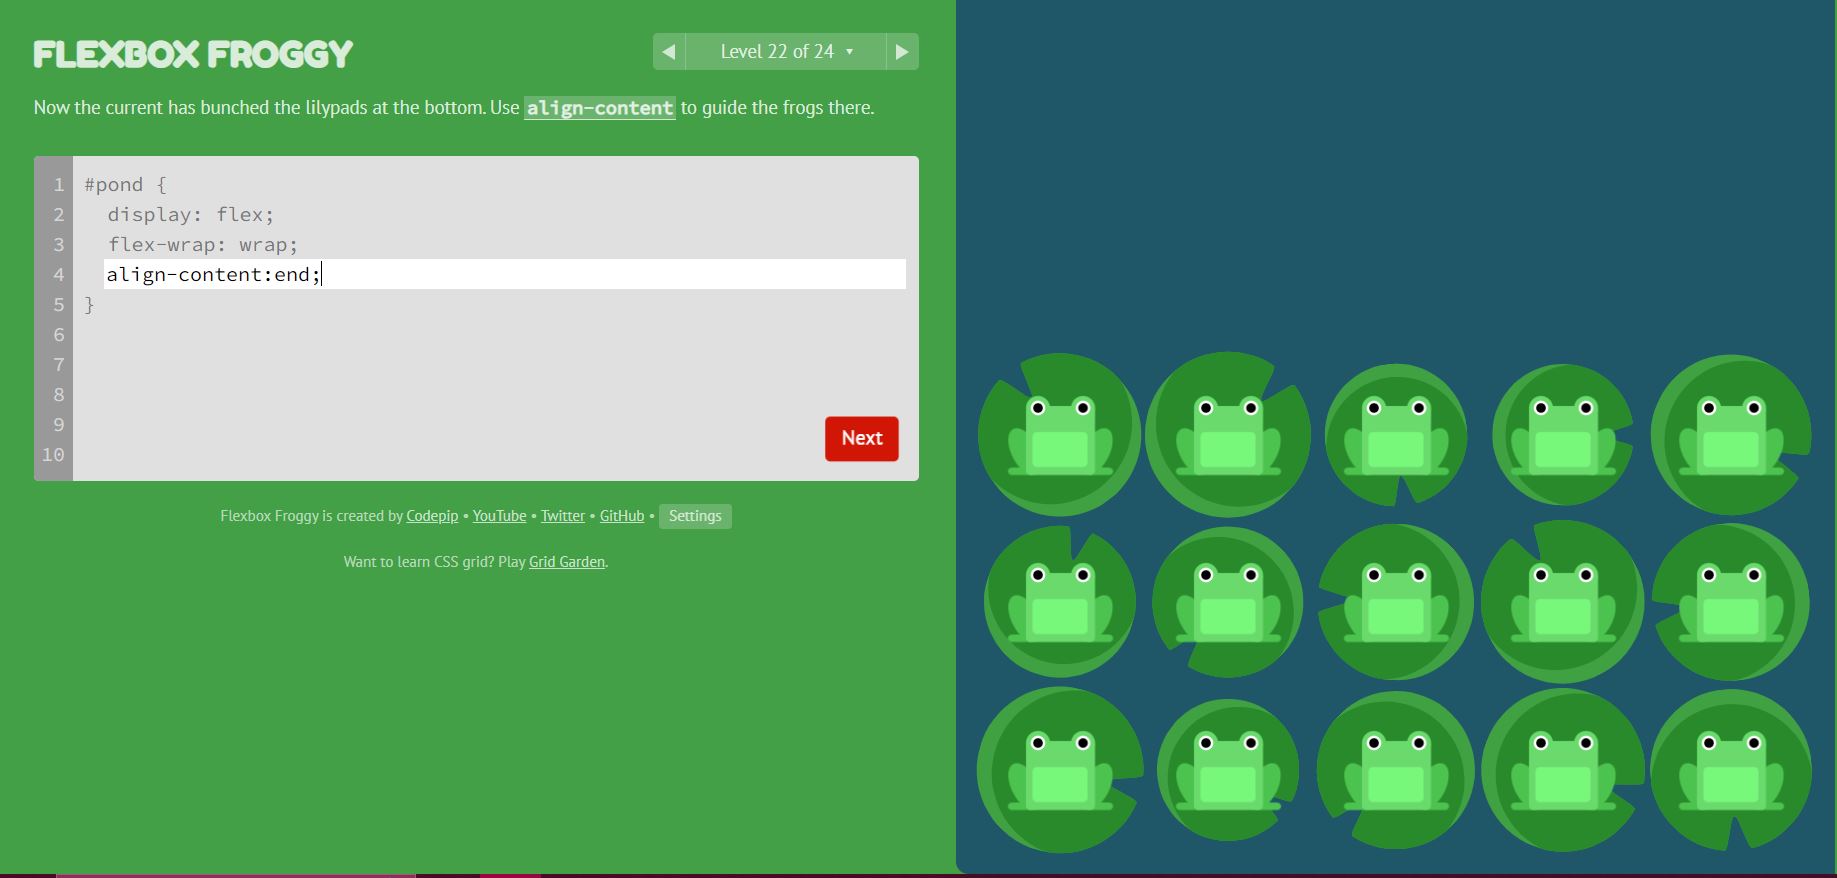 FLEXBOX FROGGY
Level 22 of 24
Now the current has bunched the lilypads at the bottom. Use align-content to guide the frogs there.
1 #pond {
2 display: flex;
3 flex-wrap: wrap;
4 align-content:end;
5 }
6
7
8
9
10
Next
Flexbox Froggy is created by Codepip • YouTube • Twitter • GitHub • Settings
Want to learn CSS grid? Play Grid Garden.